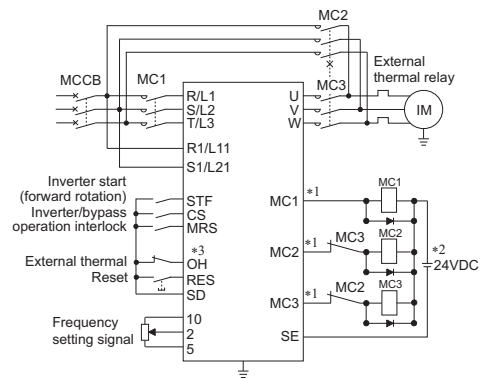 MC2
MCCB
MC1
MC3
External
thermal relay
R/L1
S/L2
T/L3
R1/L11
S1/L21
U
V
W
IM
Inverter start
(forward rotation)
Inverter/bypass
operation interlock
External thermal
Reset
STF
CS
MRS
*3
OH
RES
SD
Frequency
setting signal
10
2
5
MC1
*1
MC1
MC2
*1
MC3
MC2
*2
24VDC
MC3
*1
MC2
MC3
SE